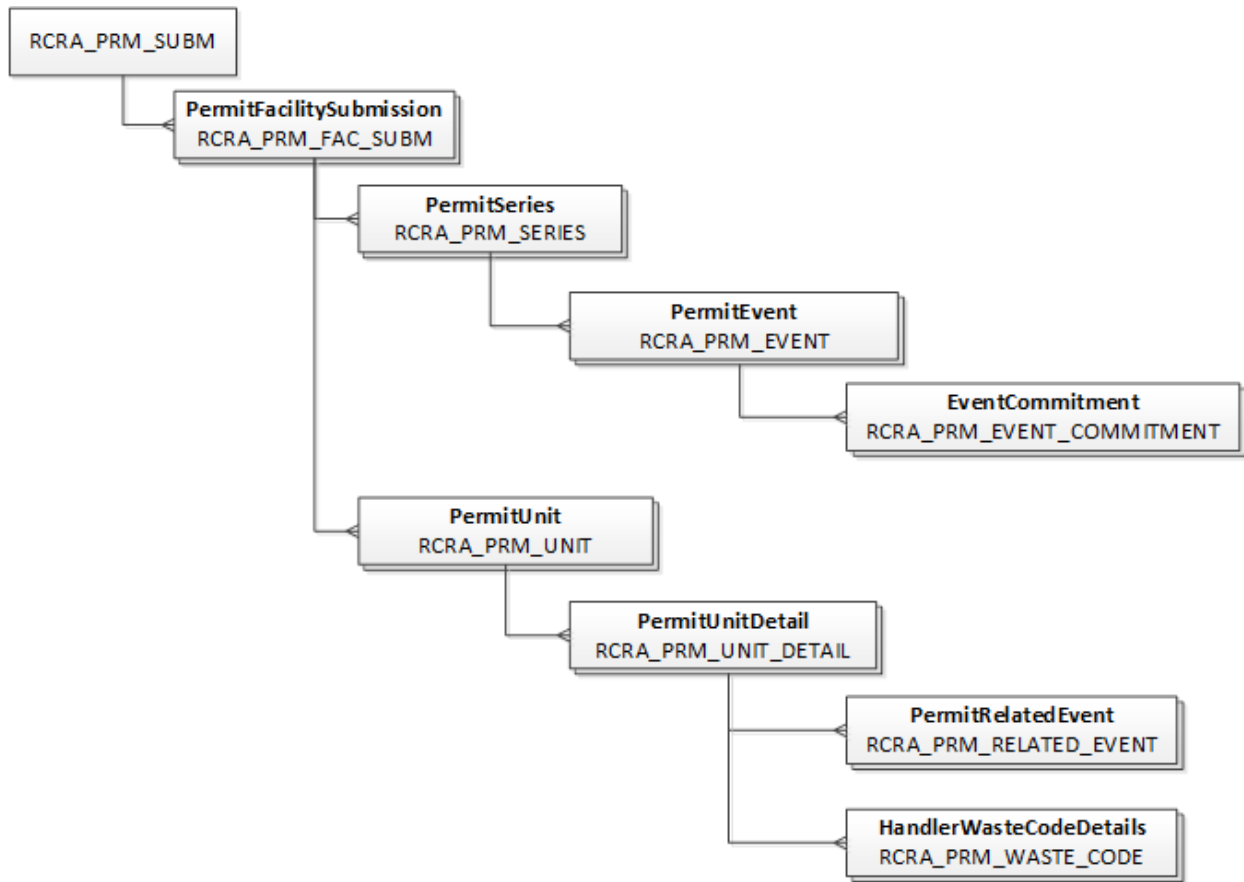 RCRA_PRM_SUBM
PermitFacilitySubmission
RCRA_PRM_FAC_SUBM
PermitSeries
RCRA_PRM_SERIES
PermitEvent
RCRA_PRM_EVENT
EventCommitment
RCRA_PRM_EVENT_COMMITMENT
PermitUnit
RCRA_PRM_UNIT
PermitUnitDetail
RCRA_PRM_UNIT_DETAIL
PermitRelatedEvent
RCRA_PRM_RELATED_EVENT
HandlerWasteCodeDetails
RCRA_PRM_WASTE_CODE